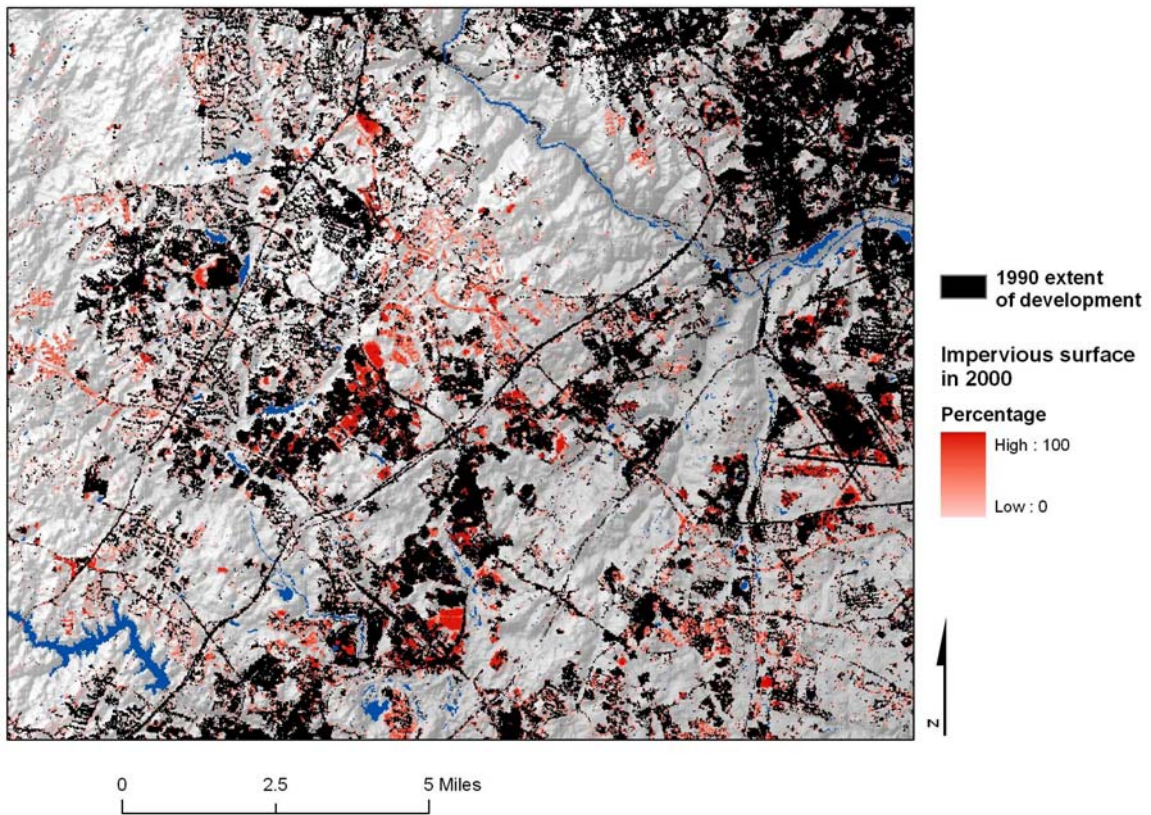 1990 extent
of development
Impervious surface
in 2000
Percentage
High : 100
Low : 0
N
0 2.5 5 Miles